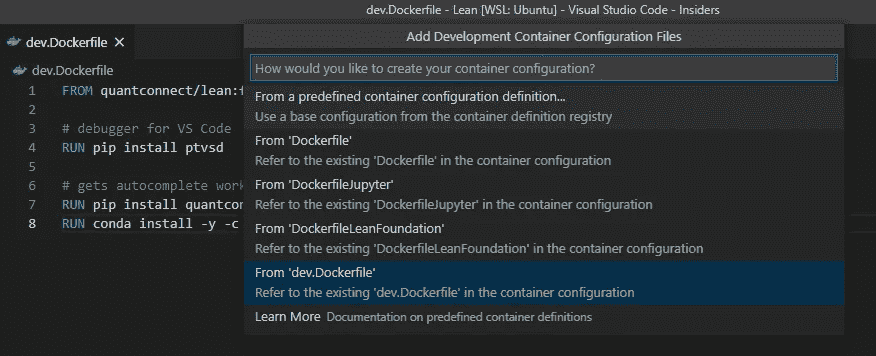 dev.Dockerfile - Lean [WSL: Ubuntu] - Visual Studio Code - Insiders
dev.Dockerfile
Add Development Container Configuration Files
dev.Dockerfile
How would you like to create your container configuration?
1 FROM quantconnect/lean:
2
3 # debugger for VS Code
4 RUN pip install ptvsd
5
6 # gets autocomplete work
7 RUN pip install quantcon
8 RUN conda install -y -c
From a predefined container configuration definition...
Use a base configuration from the container definition registry
From 'Dockerfile'
Refer to the existing 'Dockerfile' in the container configuration
From 'DockerfileJupyter'
Refer to the existing 'DockerfileJupyter' in the container configuration
From 'DockerfileLeanFoundation'
Refer to the existing 'DockerfileLeanFoundation' in the container configuration
From 'dev.Dockerfile'
Refer to the existing 'dev.Dockerfile' in the container configuration
Learn More Documentation on predefined container definitions